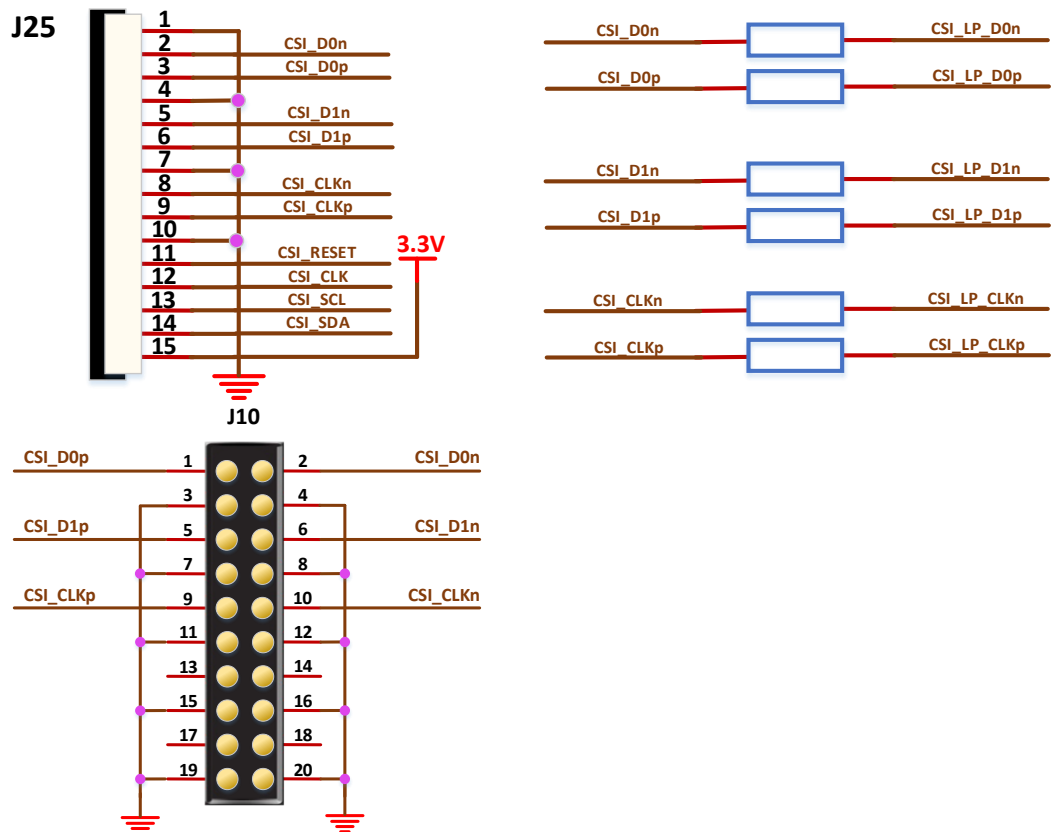 J25
1
2 CSI_D0n
3 CSI_D0p
4
5 CSI_D1n
6 CSI_D1p
7
8 CSI_CLKn
9 CSI_CLKp
10
3.3V
11 CSI_RESET
12 CSI_CLK
13 CSI_SCL
14 CSI_SDA
15
CSI_D0n CSI_LP_D0n
CSI_D0p CSI_LP_D0p
CSI_D1n CSI_LP_D1n
CSI_D1p CSI_LP_D1p
CSI_CLKn CSI_LP_CLKn
CSI_CLKp CSI_LP_CLKp
J10
CSI_D0p 1 2 CSI_D0n
3 4
CSI_D1p 5 6 CSI_D1n
7 8
CSI_CLKp 9 10 CSI_CLKn
11 12
13 14
15 16
17 18
19 20